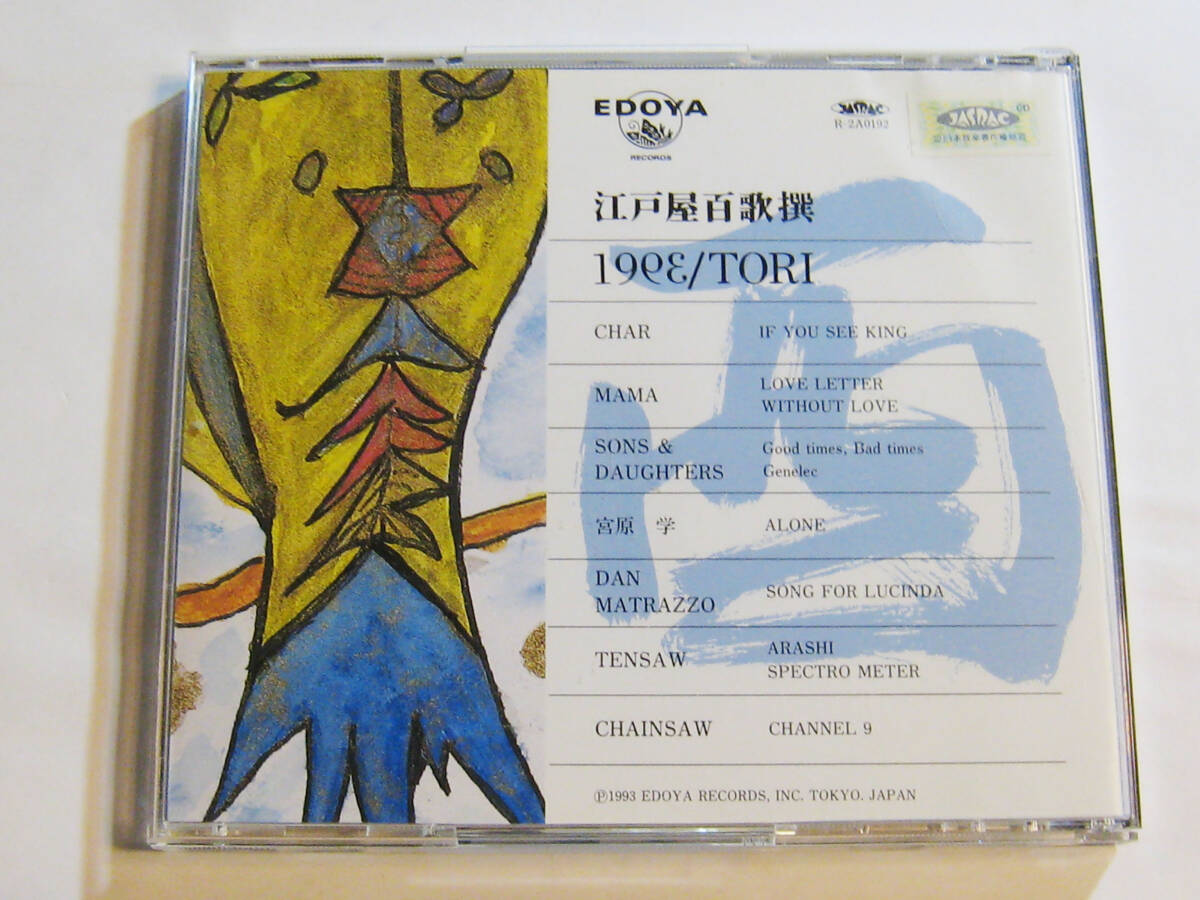 EDOYA
RECORDS
JASRAC
R-2A0192
JASRAC
CD
江戸屋百歌撰
1993/TORI
CHAR IF YOU SEE KING
MAMA LOVE LETTER
WITHOUT LOVE
SONS & Good times, Bad times
DAUGHTERS Genelec
宮原 学 ALONE
DAN
MATRAZZO SONG FOR LUCINDA
TENSAW ARASHI
SPECTRO METER
CHAINSAW CHANNEL 9
Ⓟ1993 EDOYA RECORDS, INC. TOKYO. JAPAN